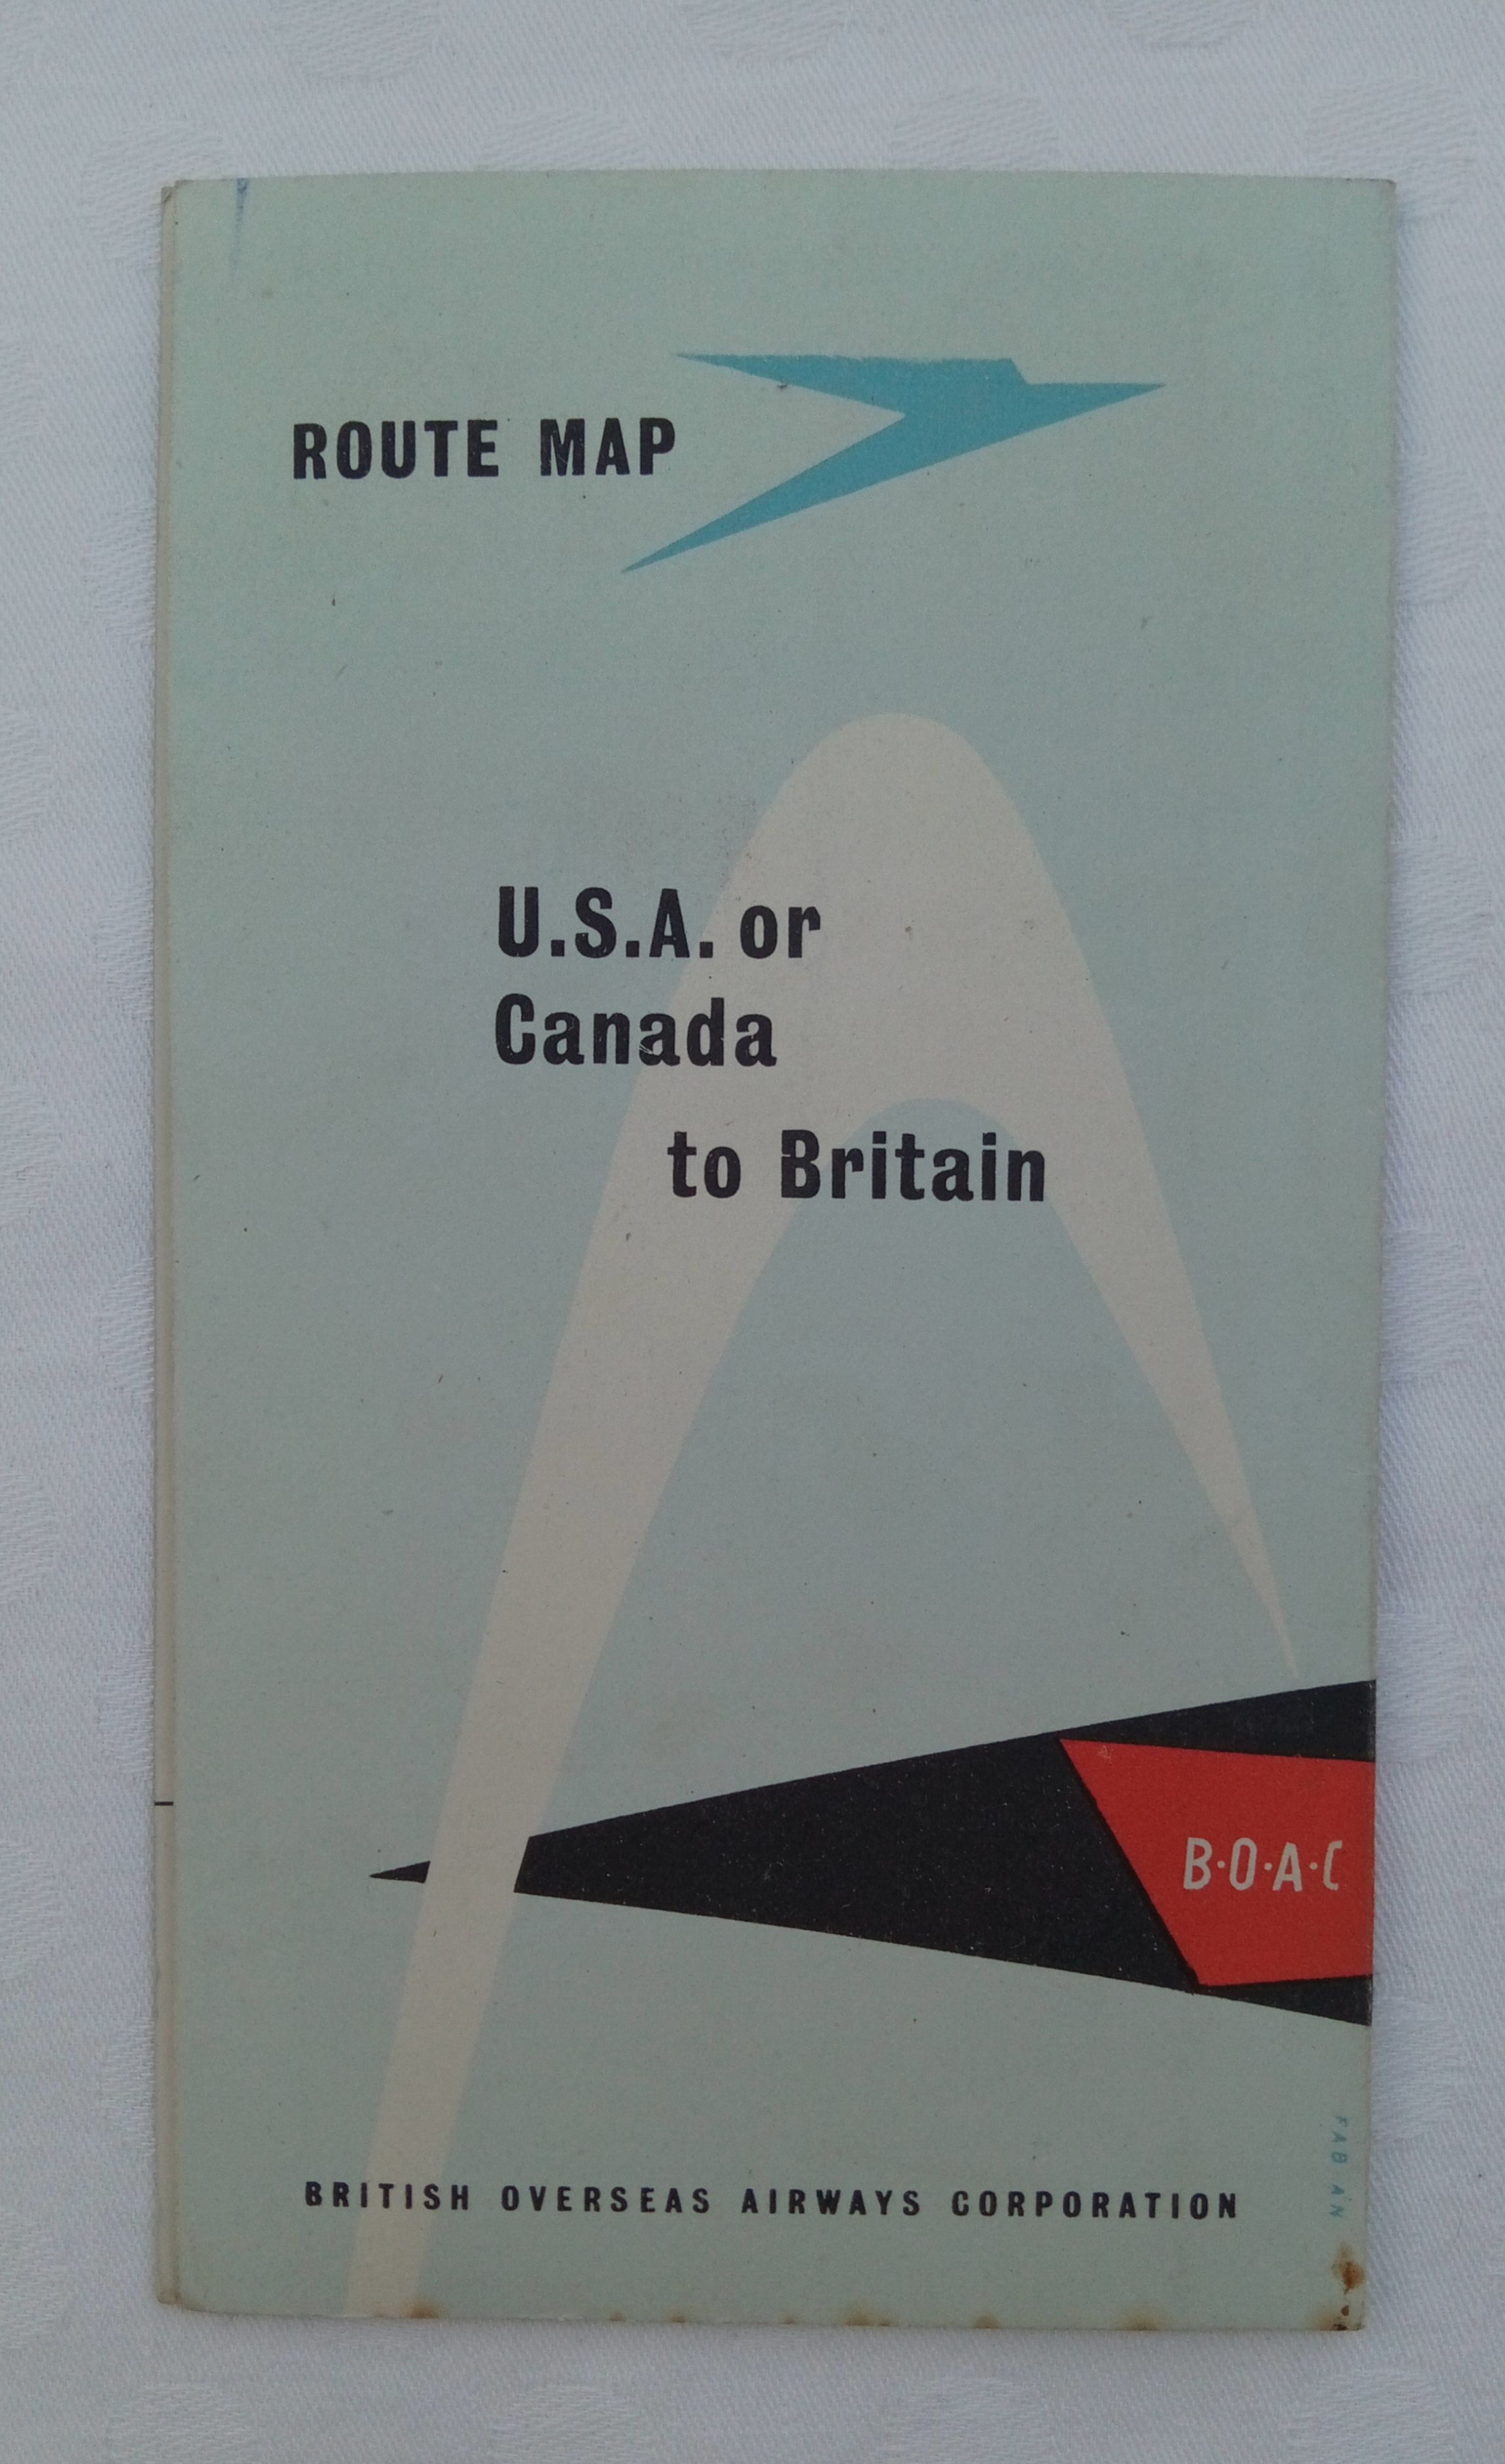 ROUTE MAP
U.S.A. or
Canada
to Britain
B·O·A·C
BRITISH OVERSEAS AIRWAYS CORPORATION